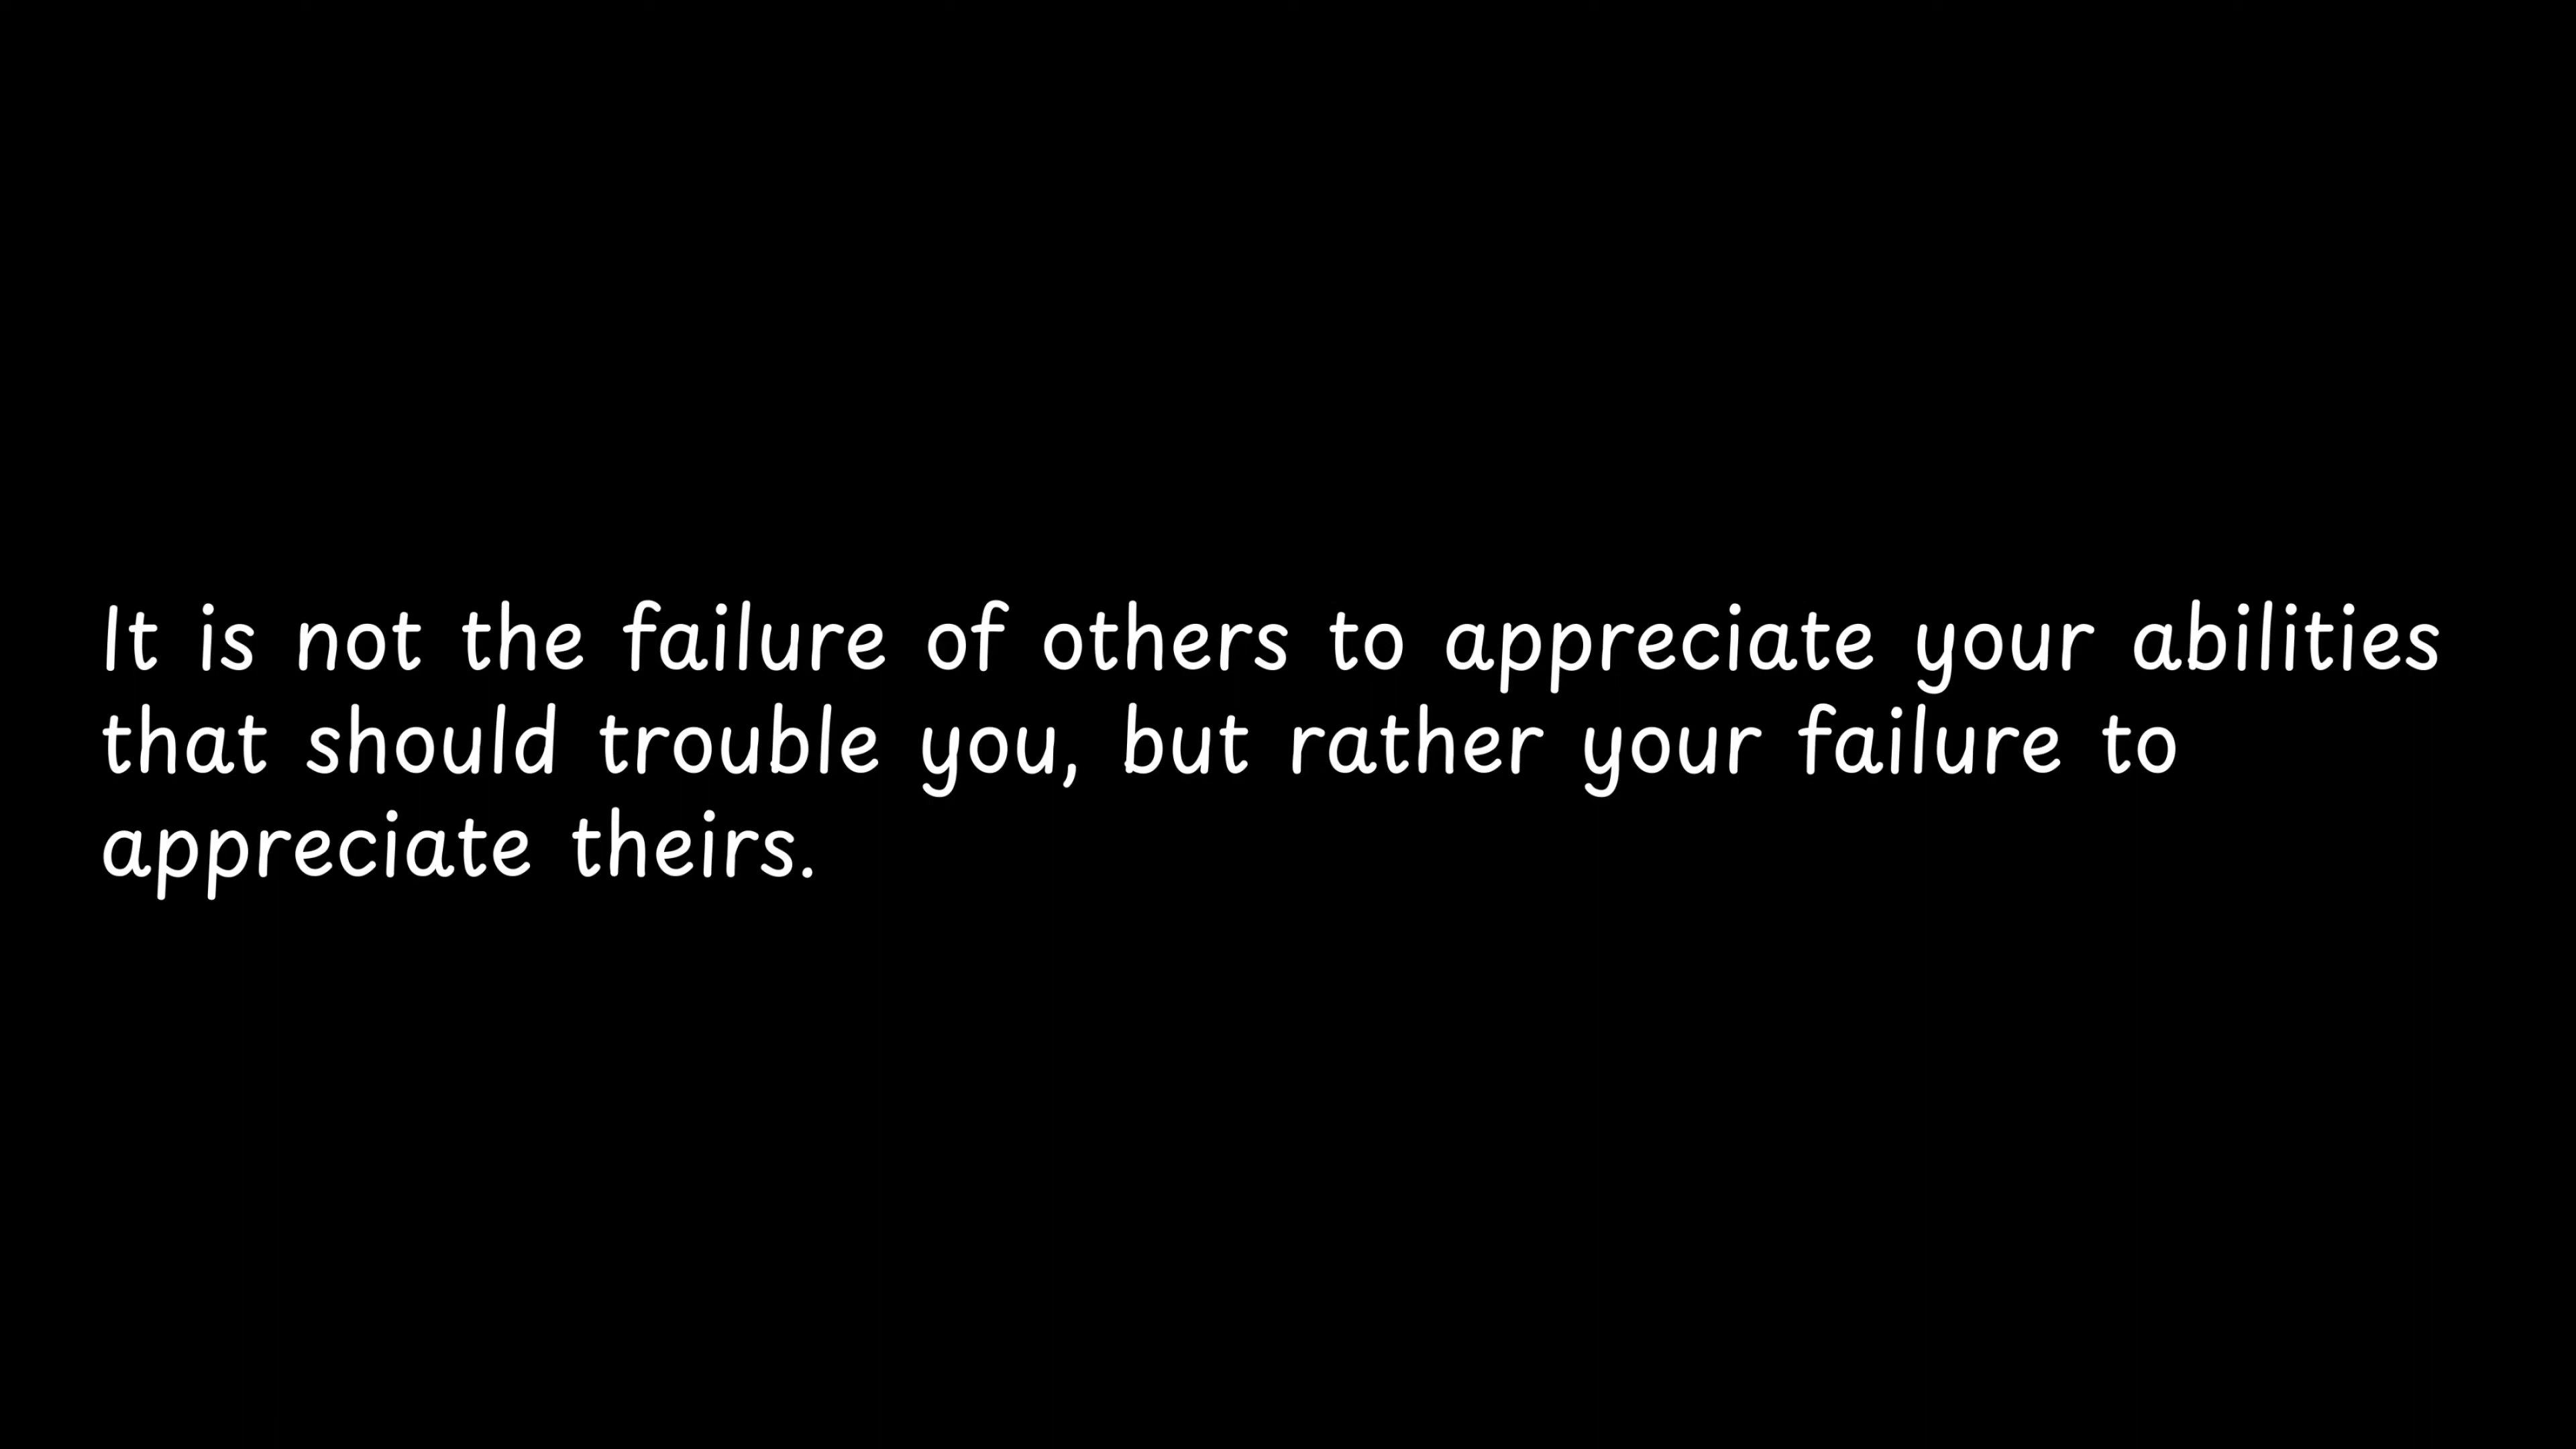 It is not the failure of others to appreciate your abilities
that should trouble you, but rather your failure to
appreciate theirs.